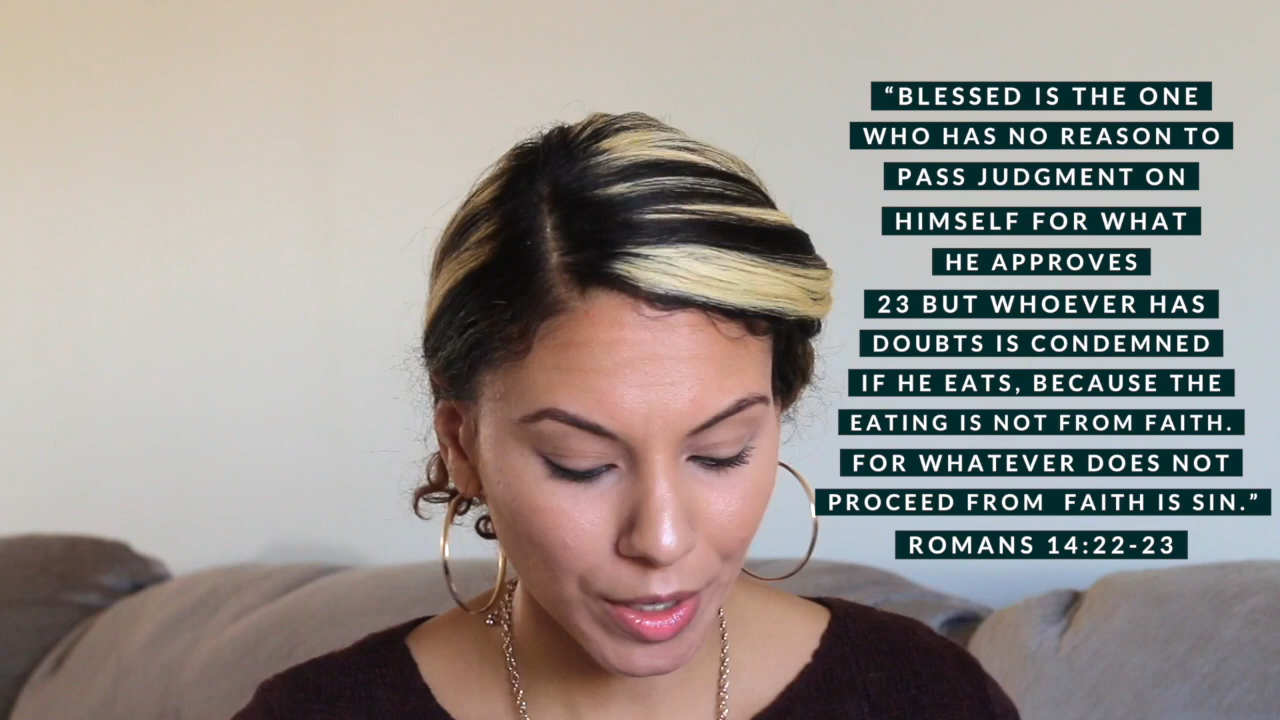 “BLESSED IS THE ONE
WHO HAS NO REASON TO
PASS JUDGMENT ON
HIMSELF FOR WHAT
HE APPROVES
23 BUT WHOEVER HAS
DOUBTS IS CONDEMNED
IF HE EATS, BECAUSE THE
EATING IS NOT FROM FAITH.
FOR WHATEVER DOES NOT
PROCEED FROM  FAITH IS SIN.”
ROMANS 14:22-23